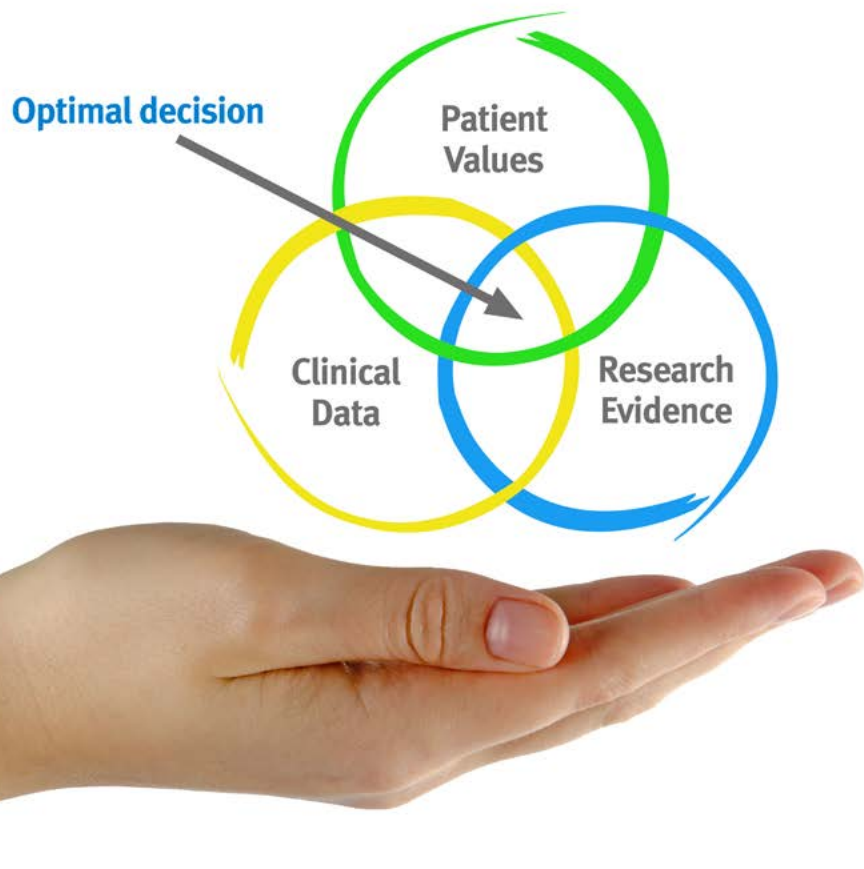 Optimal decision
Patient
Values
Clinical
Data
Research
Evidence